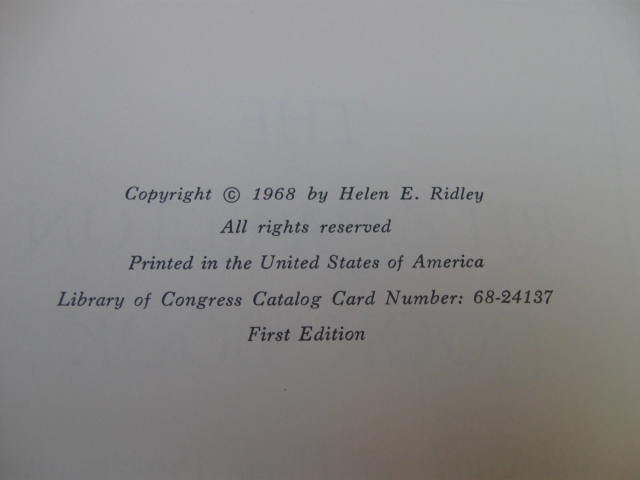 THE
Copyright © 1968 by Helen E. Ridley
All rights reserved
Printed in the United States of America
Library of Congress Catalog Card Number: 68-24137
First Edition